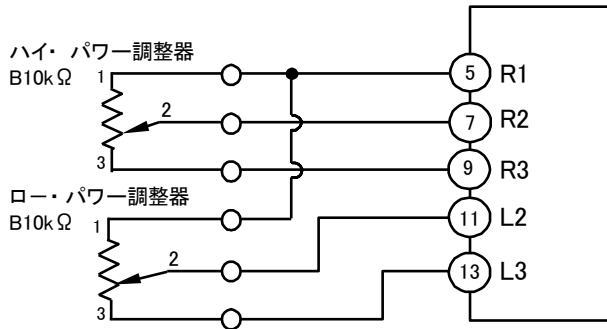 ハイ・ パワー調整器
B10kΩ
1
2
3
ロー・パワー調整器
B10kΩ
1
2
3
5 R1
7 R2
9 R3
11 L2
13 L3